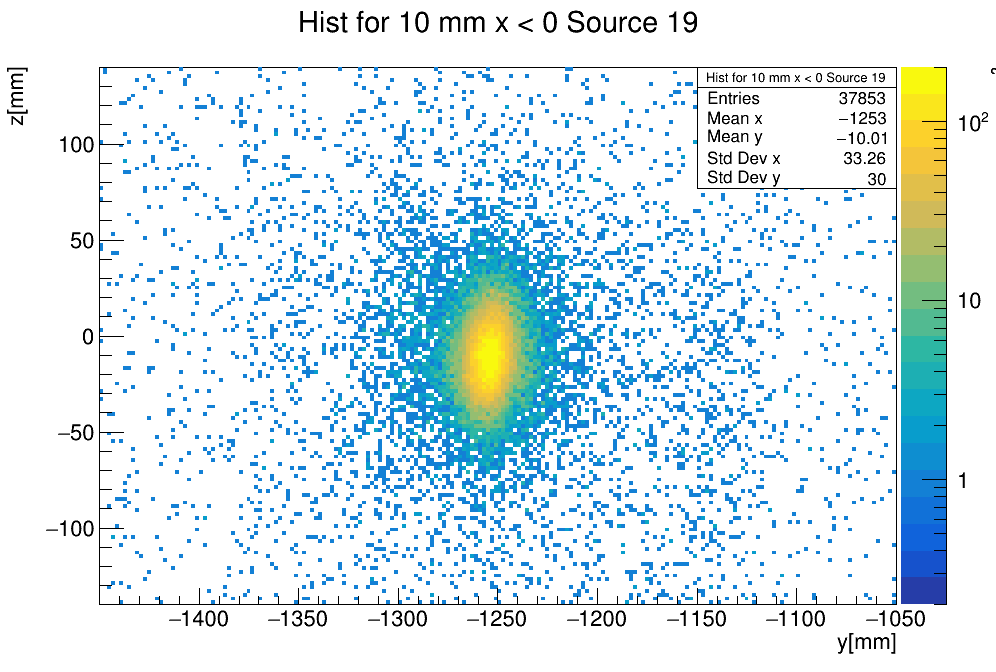 Hist for 10 mm x < 0 Source 19
z[mm]
Hist for 10 mm x < 0 Source 19
Entries 37853
Mean x −1253
Mean y −10.01
Std Dev x 33.26
Std Dev y 30
100
50
0
−50
−100
−1400 −1350 −1300 −1250 −1200 −1150 −1100 −1050
y[mm]
10²
10
1